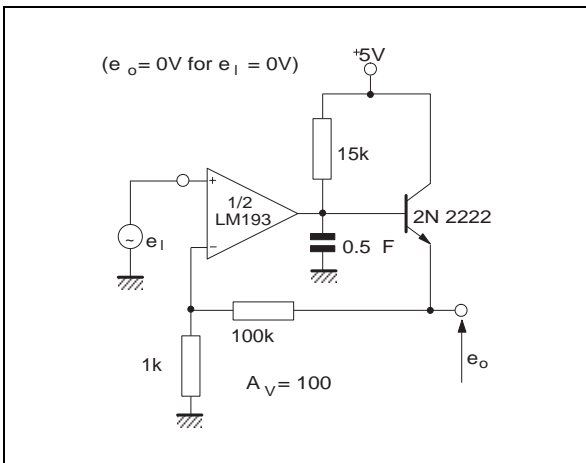 (e o = 0V for e I = 0V)
+5V
15k
1/2
LM193
+
2N 2222
~
e I
0.5 F
−
100k
1k
A V = 100
e o